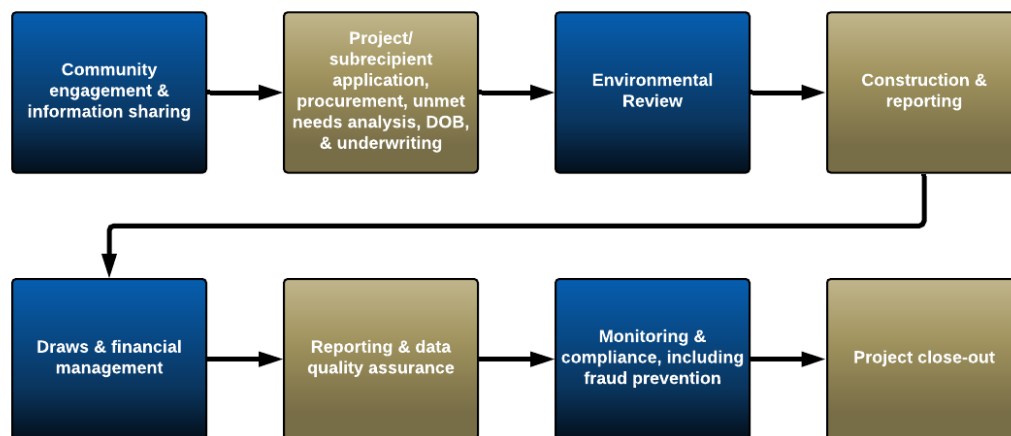 Community
engagement &
information sharing
Project/
subrecipient
application,
procurement, unmet
needs analysis, DOB,
& underwriting
Environmental
Review
Construction &
reporting
Draws & financial
management
Reporting & data
quality assurance
Monitoring &
compliance, including
fraud prevention
Project close-out